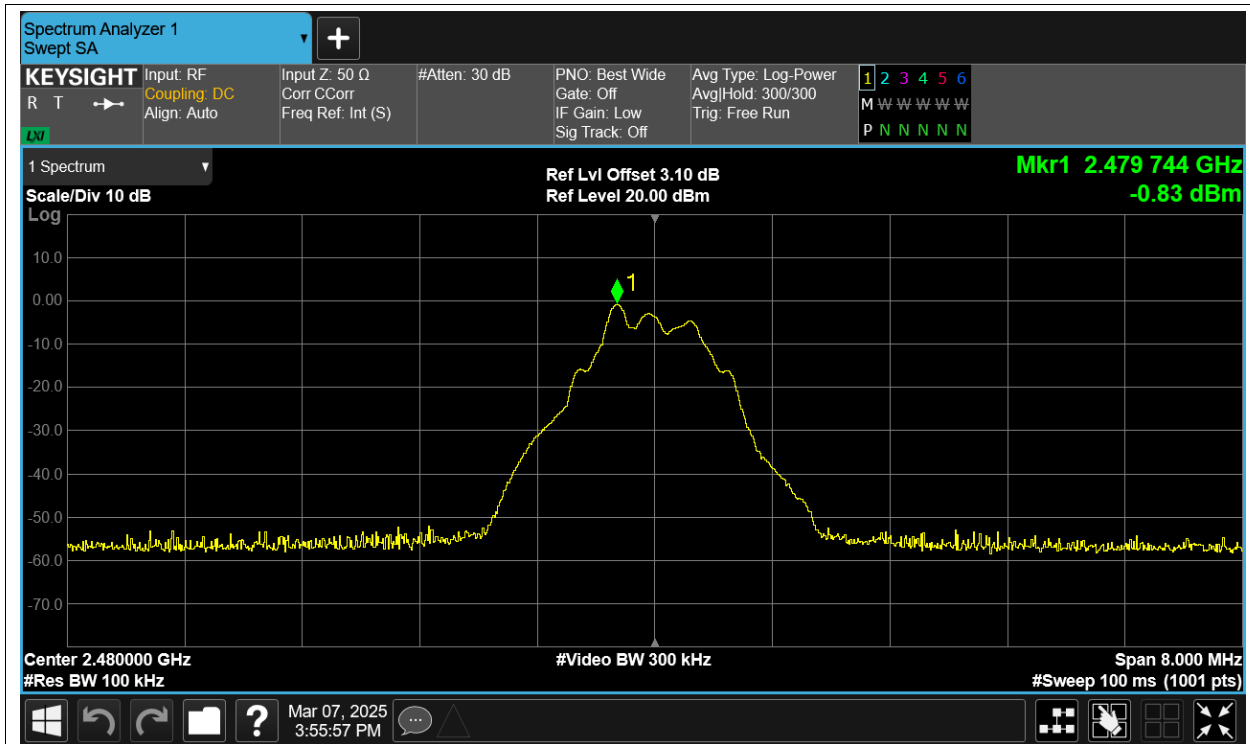 Spectrum Analyzer 1
Swept SA
KEYSIGHT
R T
LXI
Input: RF
Coupling: DC
Align: Auto
Input Z: 50 Ω
Corr CCorr
Freq Ref: Int (S)
#Atten: 30 dB
PNO: Best Wide
Gate: Off
IF Gain: Low
Sig Track: Off
Avg Type: Log-Power
Avg|Hold: 300/300
Trig: Free Run
1 2 3 4 5 6
M W W W W W
P N N N N N
1 Spectrum
Scale/Div 10 dB
Log
Ref Lvl Offset 3.10 dB
Ref Level 20.00 dBm
Mkr1 2.479 744 GHz
-0.83 dBm
10.0
1
0.00
-10.0
-20.0
-30.0
-40.0
-50.0
-60.0
-70.0
Center 2.480000 GHz
#Video BW 300 kHz
Span 8.000 MHz
#Res BW 100 kHz
#Sweep 100 ms (1001 pts)
?
Mar 07, 2025
3:55:57 PM